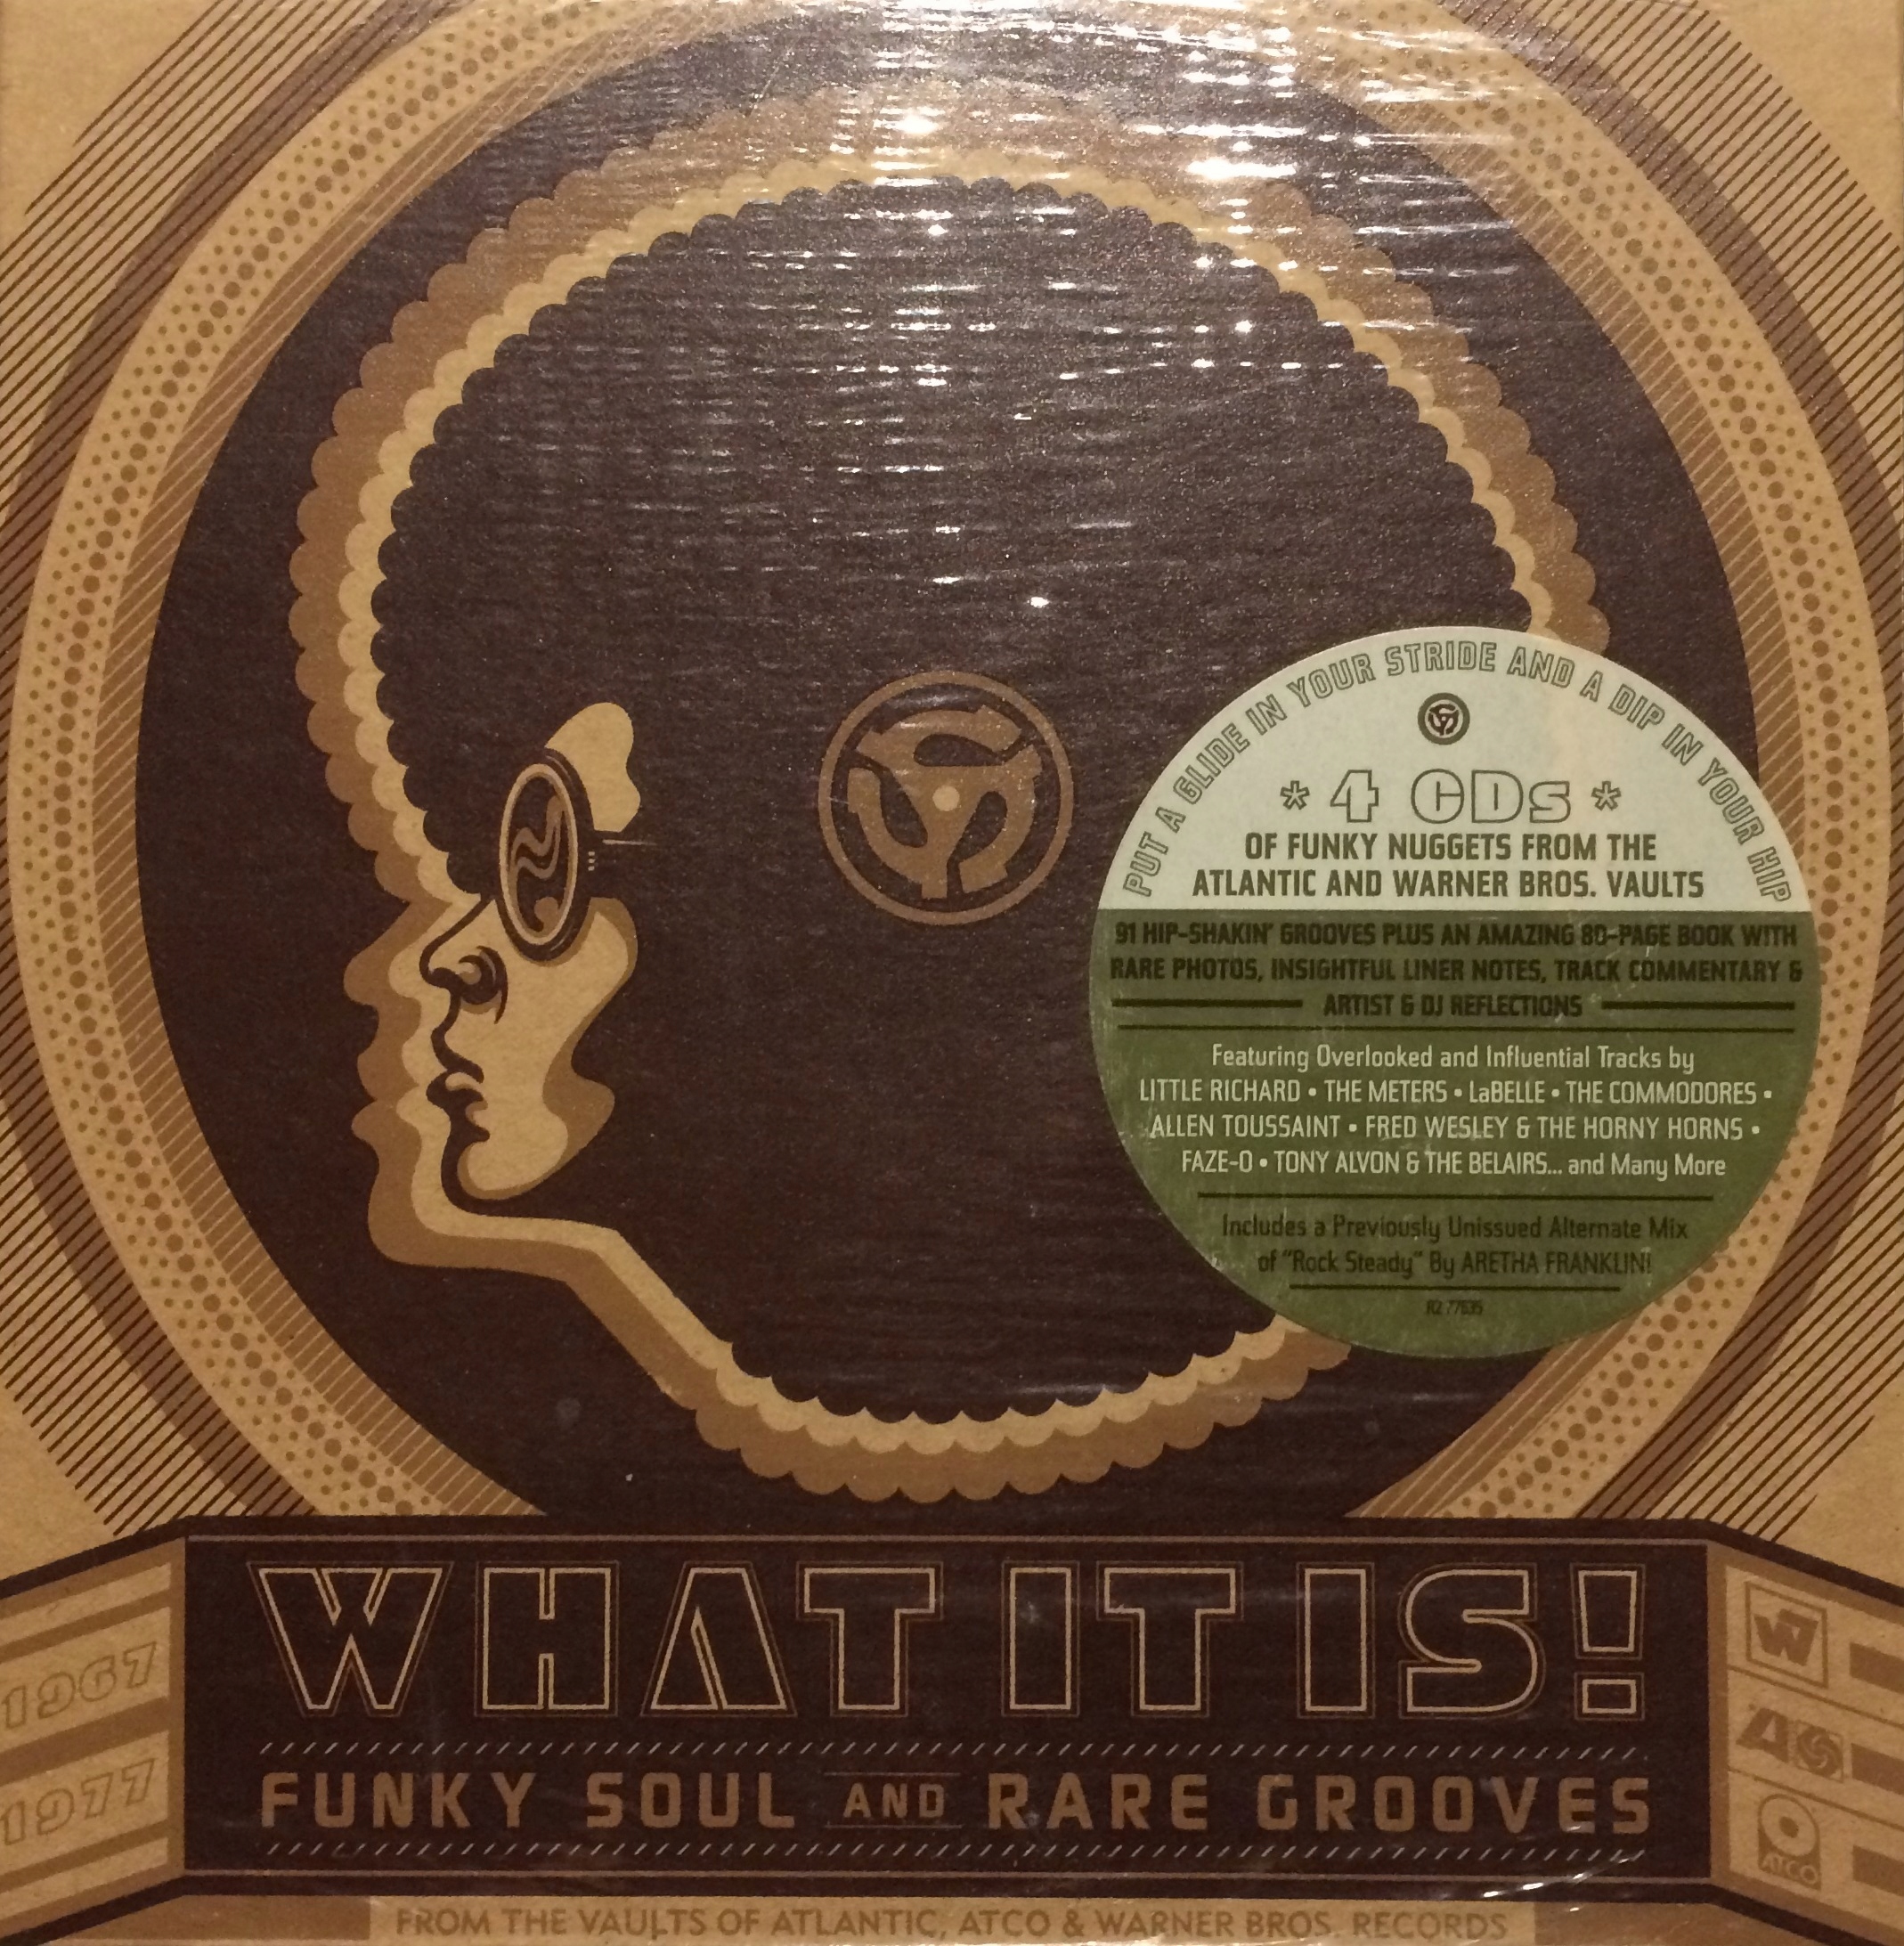 PUT A GLIDE IN YOUR STRIDE AND A DIP IN YOUR HIP
* 4 CDs *
OF FUNKY NUGGETS FROM THE
ATLANTIC AND WARNER BROS. VAULTS
91 HIP-SHAKIN' GROOVES PLUS AN AMAZING 80-PAGE BOOK WITH
RARE PHOTOS, INSIGHTFUL LINER NOTES, TRACK COMMENTARY &
ARTIST & DJ REFLECTIONS
Featuring Overlooked and Influential Tracks by
LITTLE RICHARD • THE METERS • LaBELLE • THE COMMODORES •
ALLEN TOUSSAINT • FRED WESLEY & THE HORNY HORNS •
FAZE-O • TONY ALVON & THE BELAIRS... and Many More
Includes a Previously Unissued Alternate Mix
of "Rock Steady" By ARETHA FRANKLIN!
R2 77635
WHAT IT IS!
FUNKY SOUL AND RARE GROOVES
1967
1977
W7
A
ATCO
FROM THE VAULTS OF ATLANTIC, ATCO & WARNER BROS. RECORDS